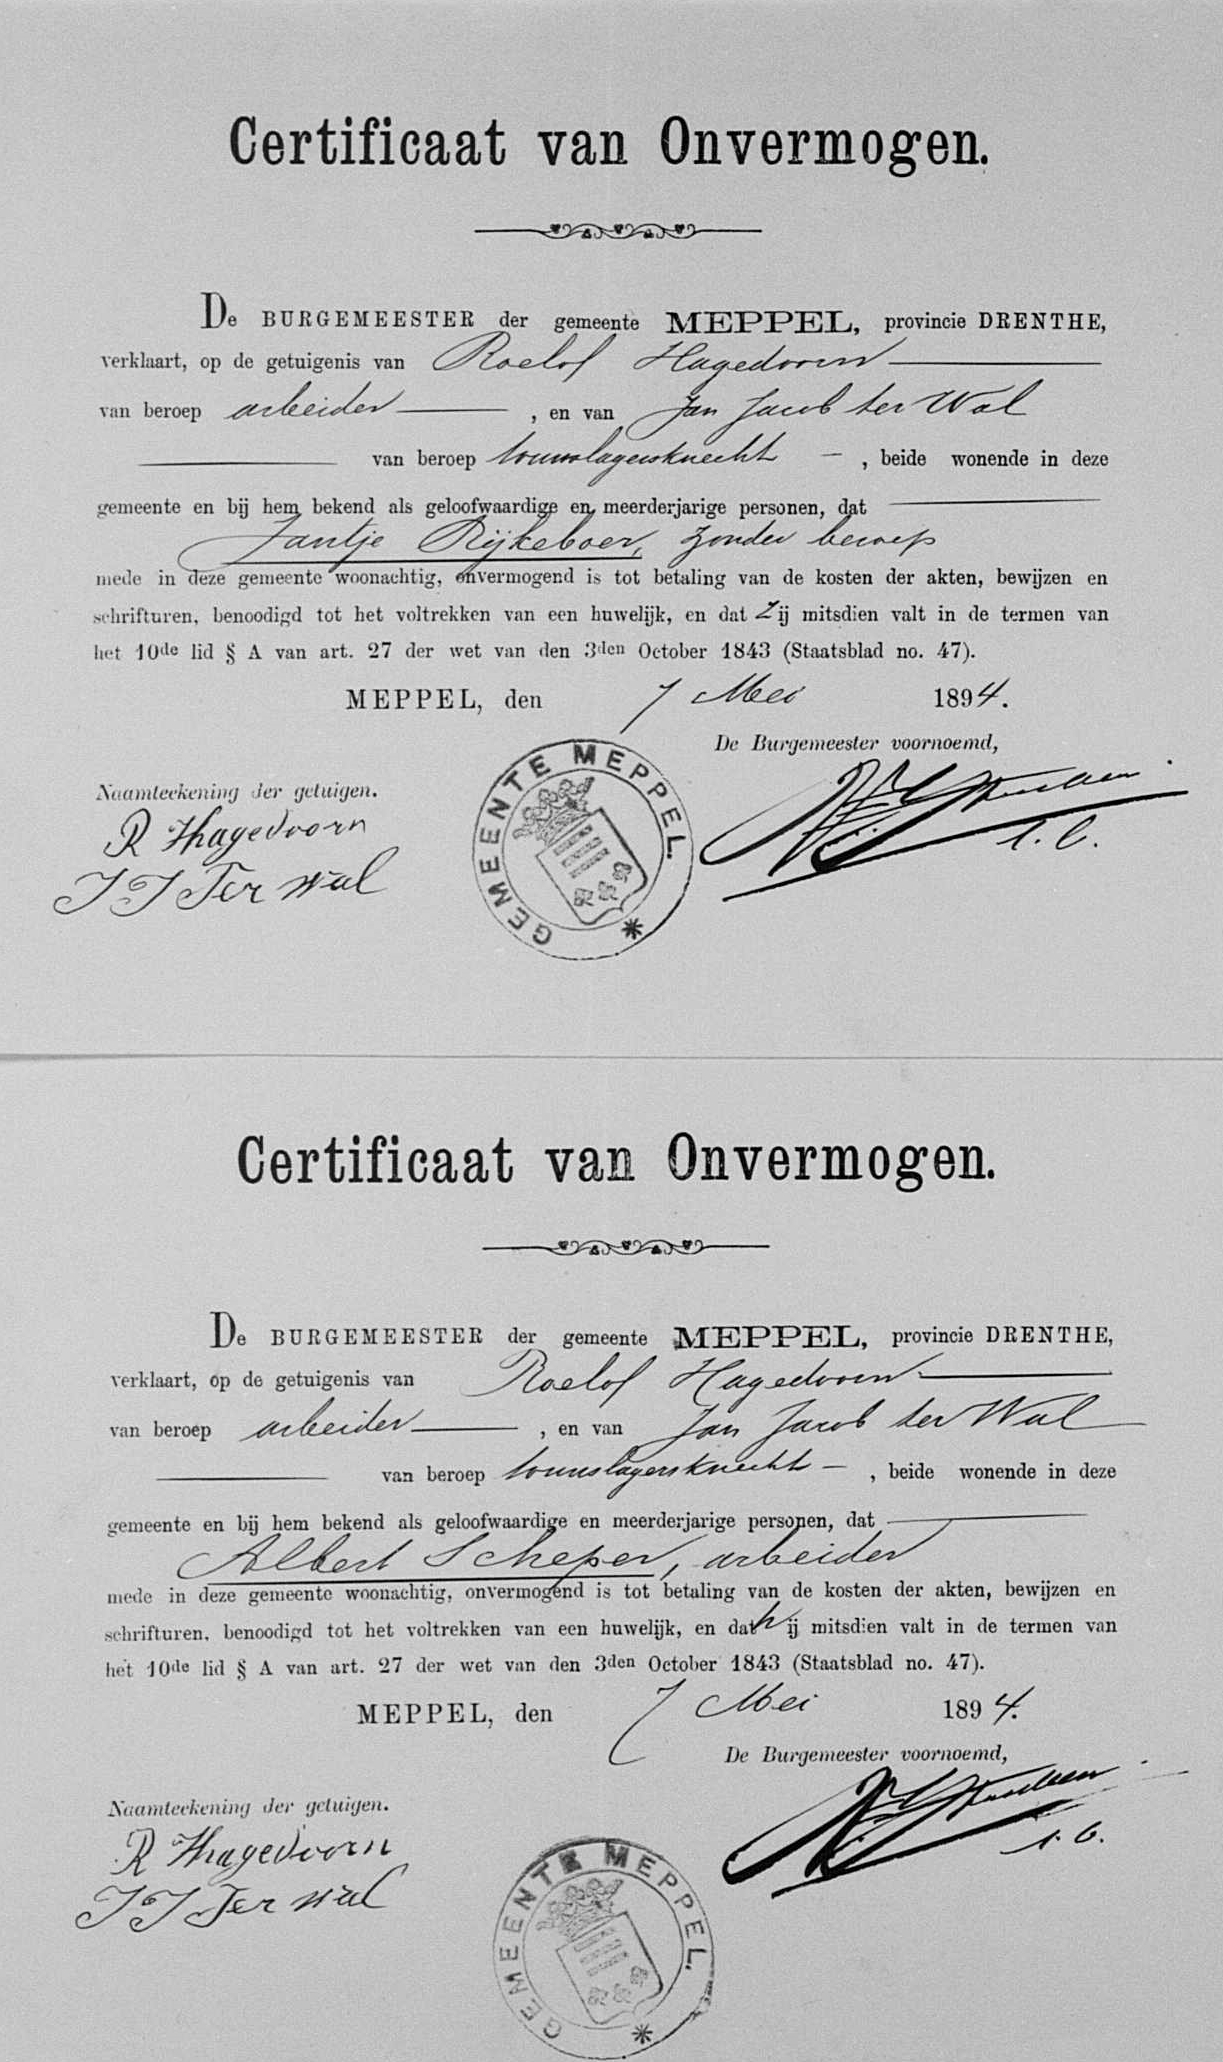 Certificaat van Onvermogen.
De BURGEMEESTER der gemeente MEPPEL, provincie DRENTHE,
verklaart, op de getuigenis van Roelof Hagedoorn
van beroep arbeider, en van Jan Jacob ter Wal
van beroep touwslagersknecht, beide wonende in deze
gemeente en bij hem bekend als geloofwaardige en meerderjarige personen, dat
Jantje Rijkeboer, zonder beroep
mede in deze gemeente woonachtig, onvermogend is tot betaling van de kosten der akten, bewijzen en
schrifturen, benoodigd tot het voltrekken van een huwelijk, en dat Zij mitsdien valt in de termen van
het 10de lid § A van art. 27 der wet van den 3den October 1843 (Staatsblad no. 47).
MEPPEL, den 7 Mei 1894.
De Burgemeester voornoemd,
Naamteekening der getuigen.
R Hagedoorn
J J Ter wal
l. b.
GEMEENTE MEPPEL.
Certificaat van Onvermogen.
De BURGEMEESTER der gemeente MEPPEL, provincie DRENTHE,
verklaart, op de getuigenis van Roelof Hagedoorn
van beroep arbeider, en van Jan Jacob ter Wal
van beroep touwslagersknecht, beide wonende in deze
gemeente en bij hem bekend als geloofwaardige en meerderjarige personen, dat
Albert Scheper, arbeider
mede in deze gemeente woonachtig, onvermogend is tot betaling van de kosten der akten, bewijzen en
schrifturen, benoodigd tot het voltrekken van een huwelijk, en dat hij mitsdien valt in de termen van
het 10de lid § A van art. 27 der wet van den 3den October 1843 (Staatsblad no. 47).
MEPPEL, den 7 Mei 1894.
De Burgemeester voornoemd,
Naamteekening der getuigen.
R Hagedoorn
J J Ter wal
l. b.
GEMEENTE MEPPEL.